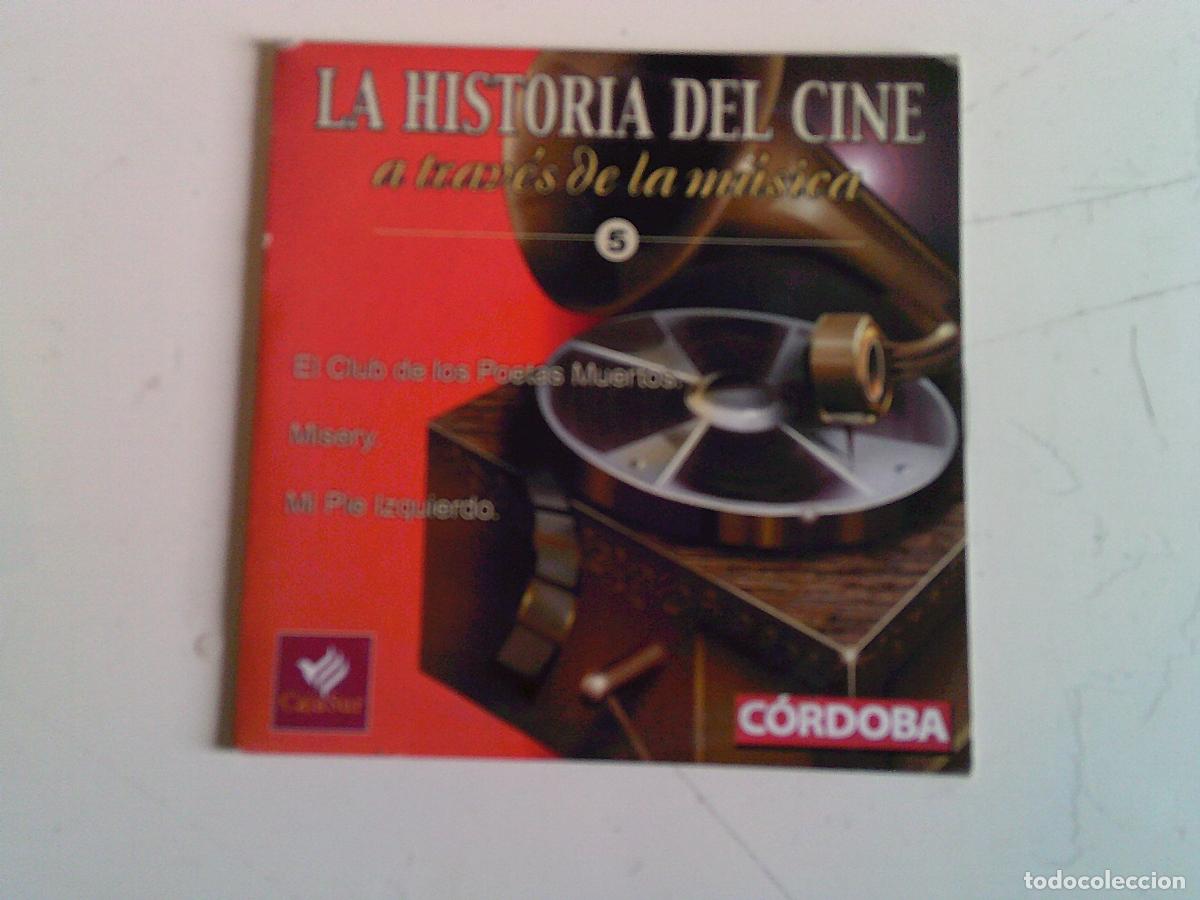 LA HISTORIA DEL CINE
a través de la música
5
El Club de los Poetas Muertos.
Misery.
Mi Pie Izquierdo.
CajaSur
CÓRDOBA
todocoleccion